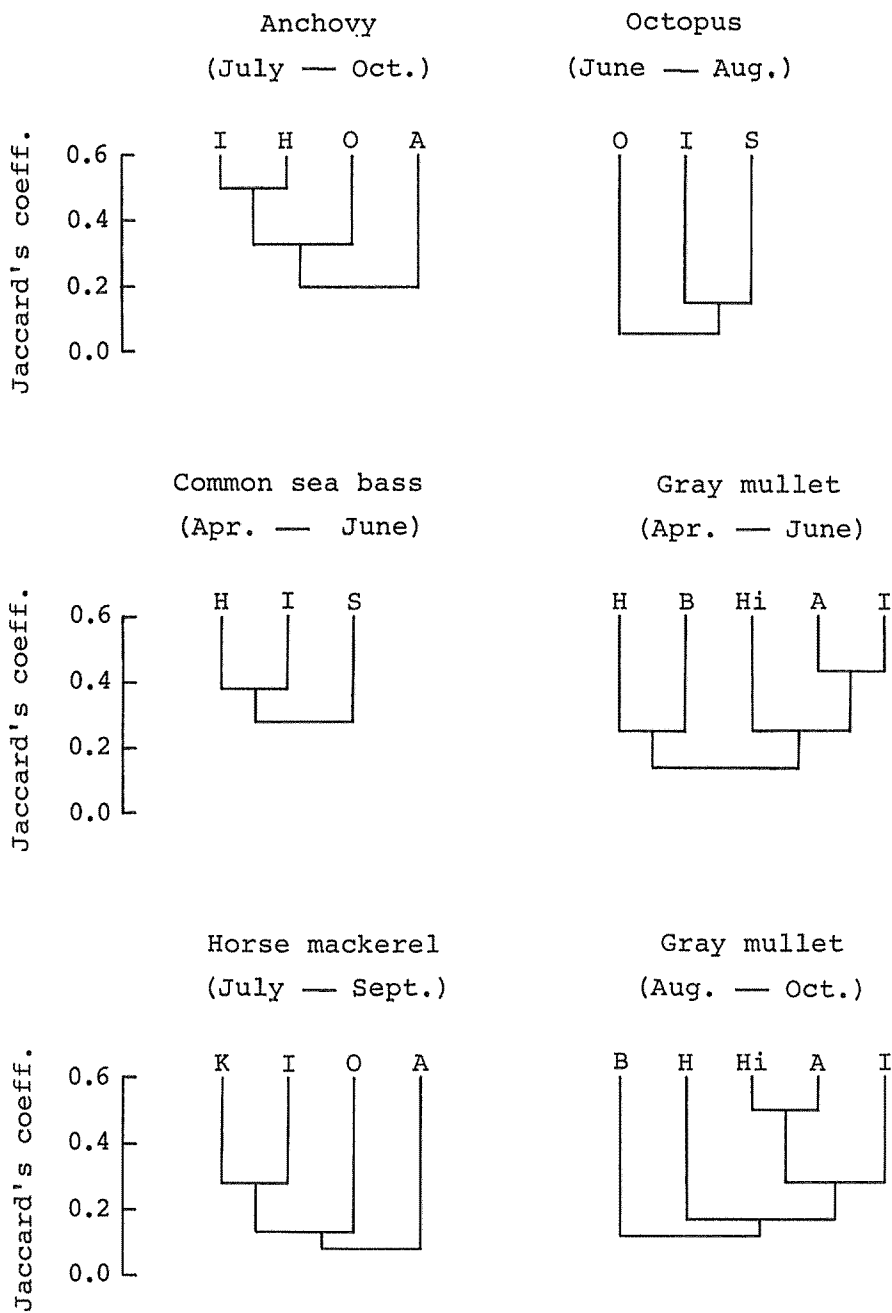 Anchovy
(July — Oct.)
I H O A
Jaccard's coeff.
0.6
0.4
0.2
0.0
Octopus
(June — Aug.)
O I S
Common sea bass
(Apr. — June)
H I S
Jaccard's coeff.
0.6
0.4
0.2
0.0
Gray mullet
(Apr. — June)
H B Hi A I
Horse mackerel
(July — Sept.)
K I O A
Jaccard's coeff.
0.6
0.4
0.2
0.0
Gray mullet
(Aug. — Oct.)
B H Hi A I